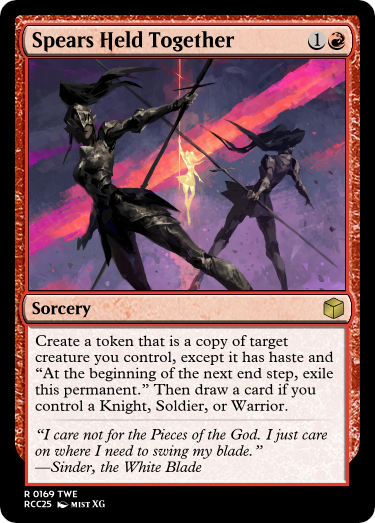 Spears Held Together 1
Sorcery
Create a token that is a copy of target
creature you control, except it has haste and
“At the beginning of the next end step, exile
this permanent.” Then draw a card if you
control a Knight, Soldier, or Warrior.
“I care not for the Pieces of the God. I just care
on where I need to swing my blade.”
—Sinder, the White Blade
R 0169 TWE
RCC25 MIST XG